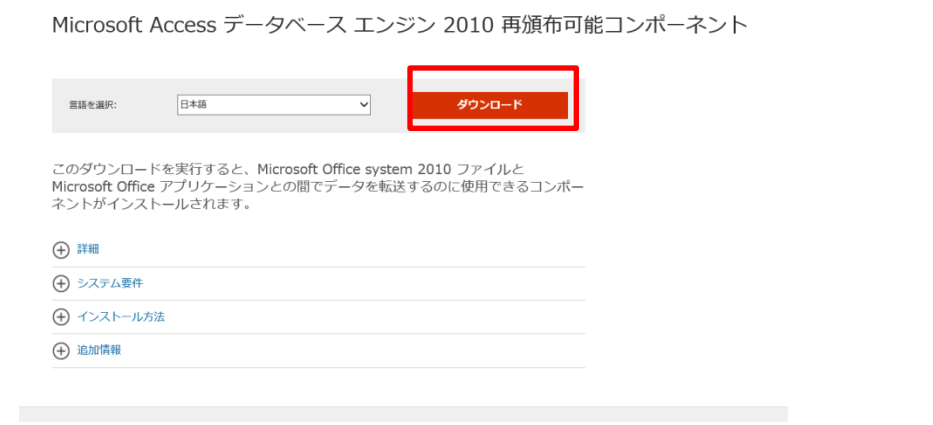 Microsoft Access データベース エンジン 2010 再頒布可能コンポーネント
言語を選択:
日本語
ダウンロード
このダウンロードを実行すると、Microsoft Office system 2010 ファイルと
Microsoft Office アプリケーションとの間でデータを転送するのに使用できるコンポー
ネントがインストールされます。
詳細
システム要件
インストール方法
追加情報